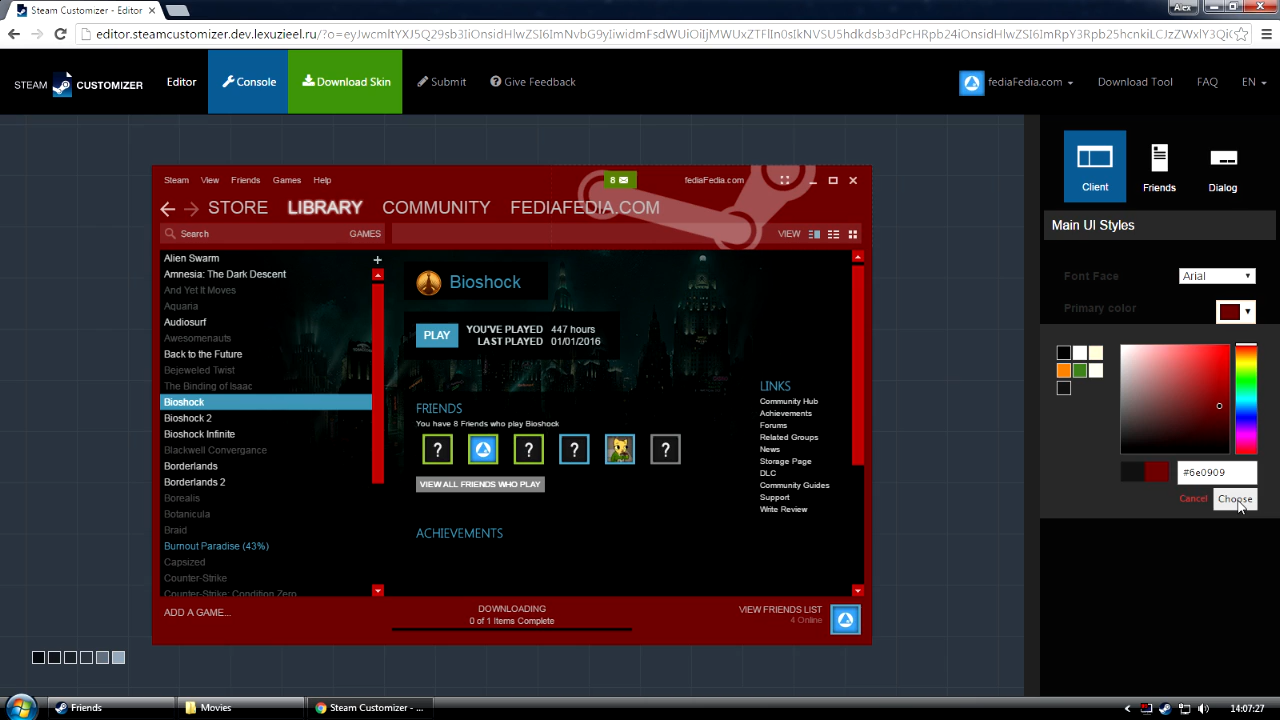 Steam Customizer - Editor
Alex
editor.steamcustomizer.dev.lexuzieel.ru/
STEAM CUSTOMIZER
Editor
Console
Download Skin
Submit
Give Feedback
fediaFedia.com
Download Tool
FAQ
EN
Client
Friends
Dialog
Main UI Styles
Font Face
Arial
Primary color
#6e0909
Cancel
Choose
Steam View Friends Games Help
8
fediaFedia.com
STORE LIBRARY COMMUNITY FEDIAFEDIA.COM
Search
GAMES
VIEW
Alien Swarm
Amnesia: The Dark Descent
And Yet It Moves
Aquaria
Audiosurf
Awesomenauts
Back to the Future
Bejeweled Twist
The Binding of Isaac
Bioshock
Bioshock 2
Bioshock Infinite
Blackwell Convergance
Borderlands
Borderlands 2
Borealis
Botanicula
Braid
Burnout Paradise (43%)
Capsized
Counter-Strike
Counter-Strike: Condition Zero
ADD A GAME...
Bioshock
PLAY
YOU'VE PLAYED 447 hours
LAST PLAYED 01/01/2016
FRIENDS
You have 8 Friends who play Bioshock
? ? ? ?
VIEW ALL FRIENDS WHO PLAY
ACHIEVEMENTS
LINKS
Community Hub
Achievements
Forums
Related Groups
News
Storage Page
DLC
Community Guides
Support
Write Review
DOWNLOADING
0 of 1 Items Complete
VIEW FRIENDS LIST
4 Online
Friends
Movies
Steam Customizer - ...
14:07:27